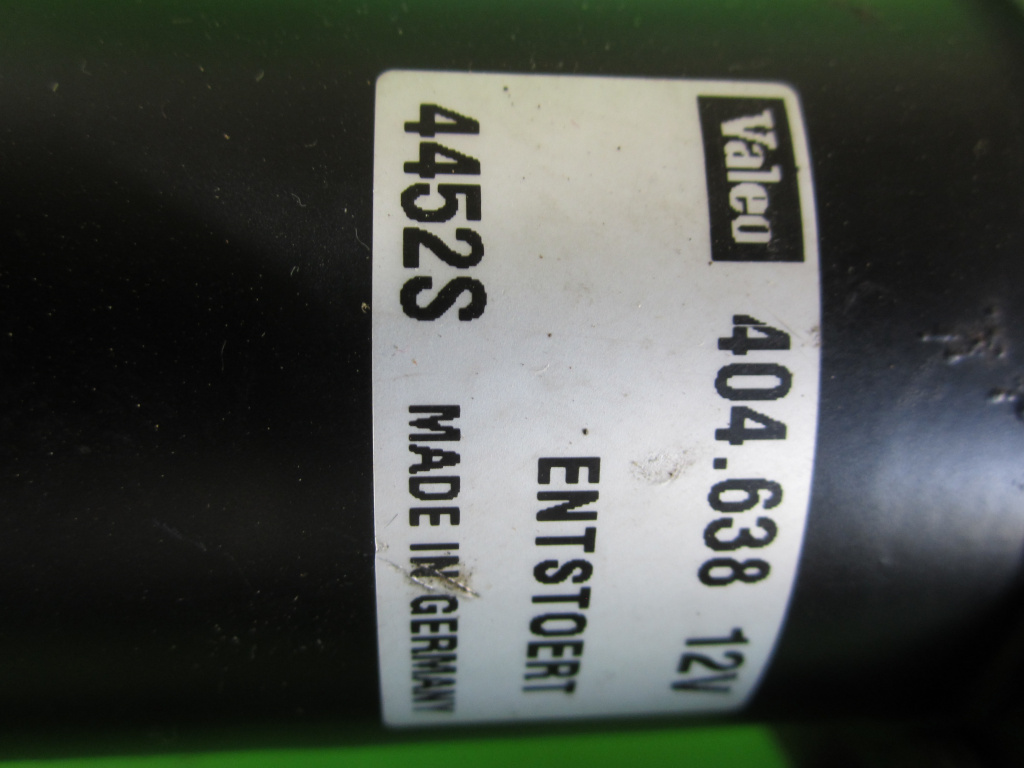 Valeo 404.638 12V
ENTSTOERT
4452S MADE IN GERMANY